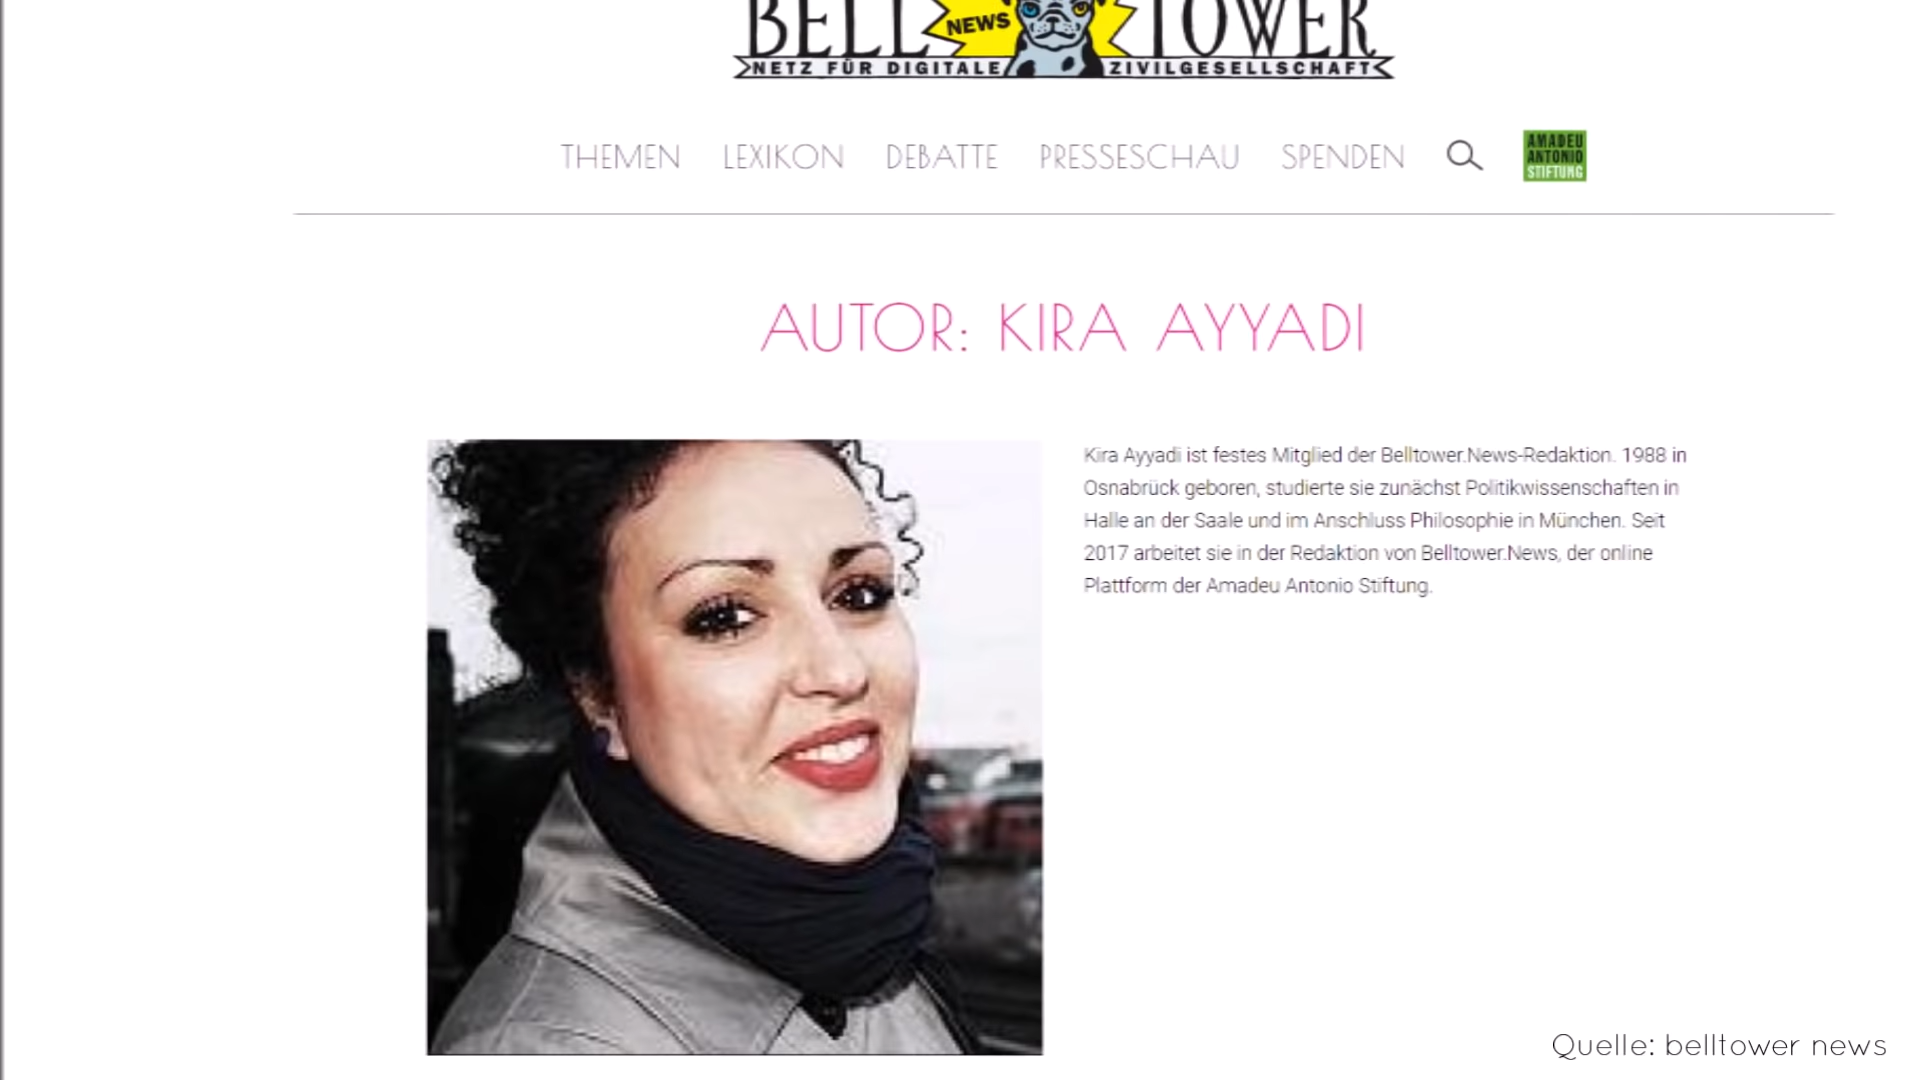 BELL NEWS TOWER
NETZ FÜR DIGITALE ZIVILGESELLSCHAFT
THEMEN LEXIKON DEBATTE PRESSESCHAU SPENDEN
AMADEU
ANTONIO
STIFTUNG
AUTOR: KIRA AYYADI
Kira Ayyadi ist festes Mitglied der Belltower.News-Redaktion. 1988 in
Osnabrück geboren, studierte sie zunächst Politikwissenschaften in
Halle an der Saale und im Anschluss Philosophie in München. Seit
2017 arbeitet sie in der Redaktion von Belltower.News, der online
Plattform der Amadeu Antonio Stiftung.
Quelle: belltower news